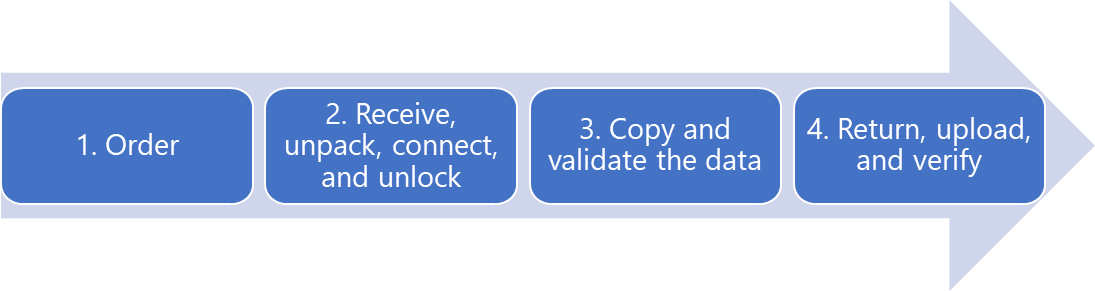 1. Order
2. Receive,
unpack, connect,
and unlock
3. Copy and
validate the data
4. Return, upload,
and verify